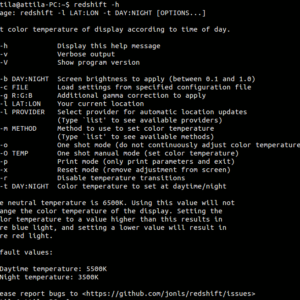 tila@attila-PC:~$ redshift -h
age: redshift -l LAT:LON -t DAY:NIGHT [OPTIONS...]
t color temperature of display according to time of day.
-h Display this help message
-v Verbose output
-V Show program version
-b DAY:NIGHT Screen brightness to apply (between 0.1 and 1.0)
-c FILE Load settings from specified configuration file
-g R:G:B Additional gamma correction to apply
-l LAT:LON Your current location
-l PROVIDER Select provider for automatic location updates
(Type `list' to see available providers)
-m METHOD Method to use to set color temperature
(Type `list' to see available methods)
-o One shot mode (do not continuously adjust color temperature
-O TEMP One shot manual mode (set color temperature)
-p Print mode (only print parameters and exit)
-x Reset mode (remove adjustment from screen)
-r Disable temperature transitions
-t DAY:NIGHT Color temperature to set at daytime/night
e neutral temperature is 6500K. Using this value will not
ange the color temperature of the display. Setting the
lor temperature to a value higher than this results in
re blue light, and setting a lower value will result in
re red light.
fault values:
Daytime temperature: 5500K
Night temperature: 3500K
ease report bugs to <https://github.com/jonls/redshift/issues>